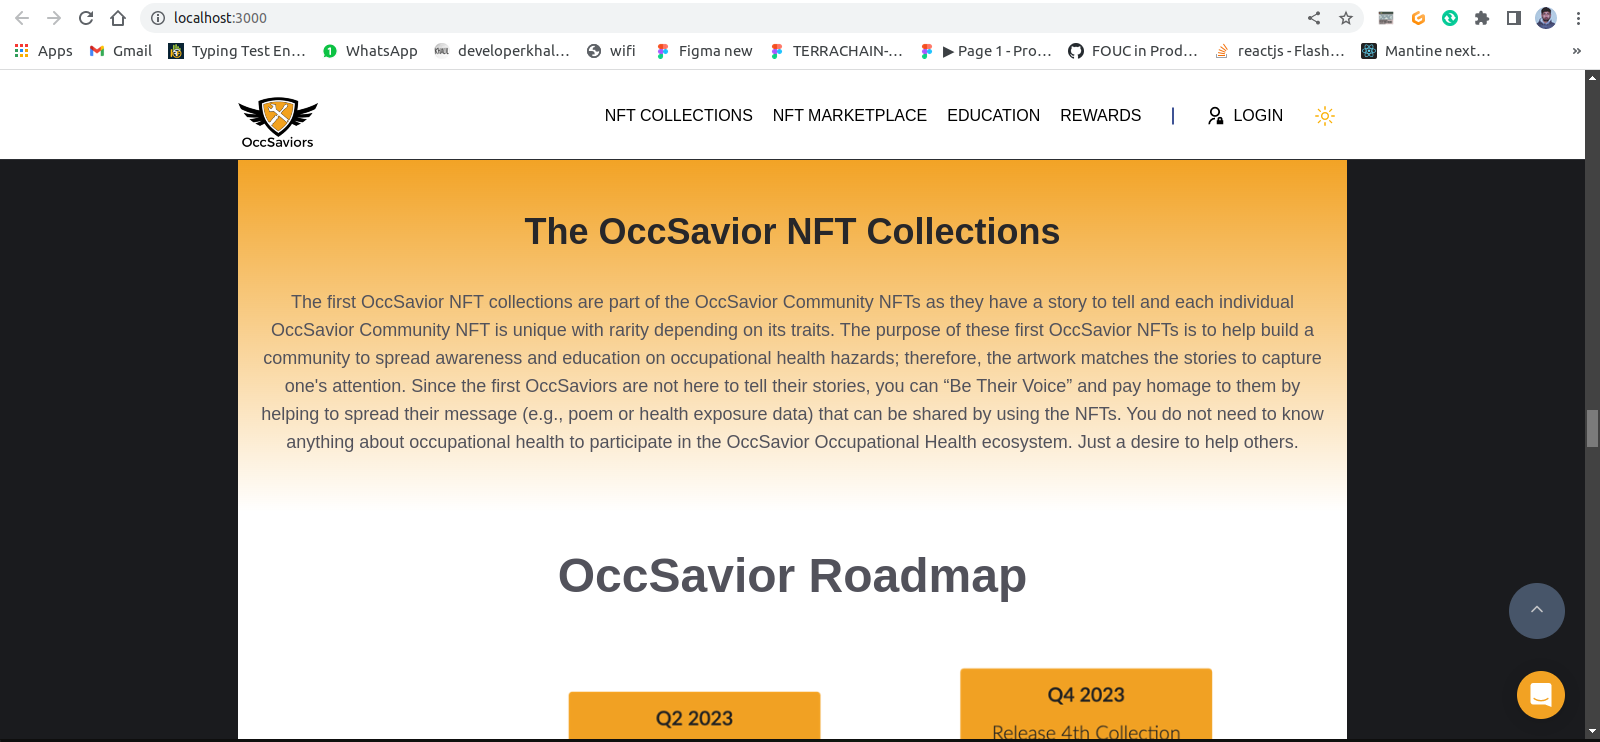 localhost:3000
Apps
Gmail
Typing Test En…
WhatsApp
developerkhal…
wifi
Figma new
TERRACHAIN-…
▶ Page 1 - Pro…
FOUC in Prod…
reactjs - Flash…
Mantine next…
»
OccSaviors
NFT COLLECTIONS
NFT MARKETPLACE
EDUCATION
REWARDS
LOGIN
The OccSavior NFT Collections
The first OccSavior NFT collections are part of the OccSavior Community NFTs as they have a story to tell and each individual
OccSavior Community NFT is unique with rarity depending on its traits. The purpose of these first OccSavior NFTs is to help build a
community to spread awareness and education on occupational health hazards; therefore, the artwork matches the stories to capture
one's attention. Since the first OccSaviors are not here to tell their stories, you can “Be Their Voice” and pay homage to them by
helping to spread their message (e.g., poem or health exposure data) that can be shared by using the NFTs. You do not need to know
anything about occupational health to participate in the OccSavior Occupational Health ecosystem. Just a desire to help others.
OccSavior Roadmap
Q4 2023
Q2 2023
Release 4th Collection